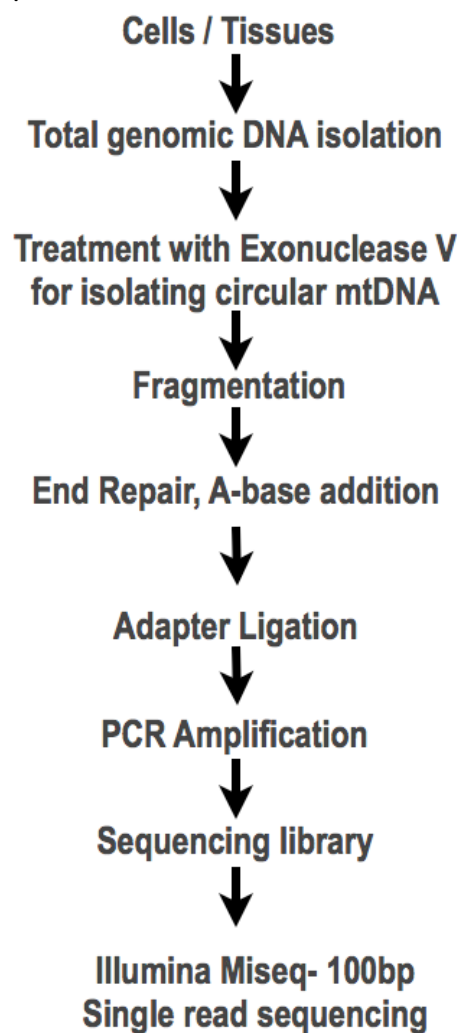 Cells / Tissues
Total genomic DNA isolation
Treatment with Exonuclease V
for isolating circular mtDNA
Fragmentation
End Repair, A-base addition
Adapter Ligation
PCR Amplification
Sequencing library
Illumina Miseq- 100bp
Single read sequencing